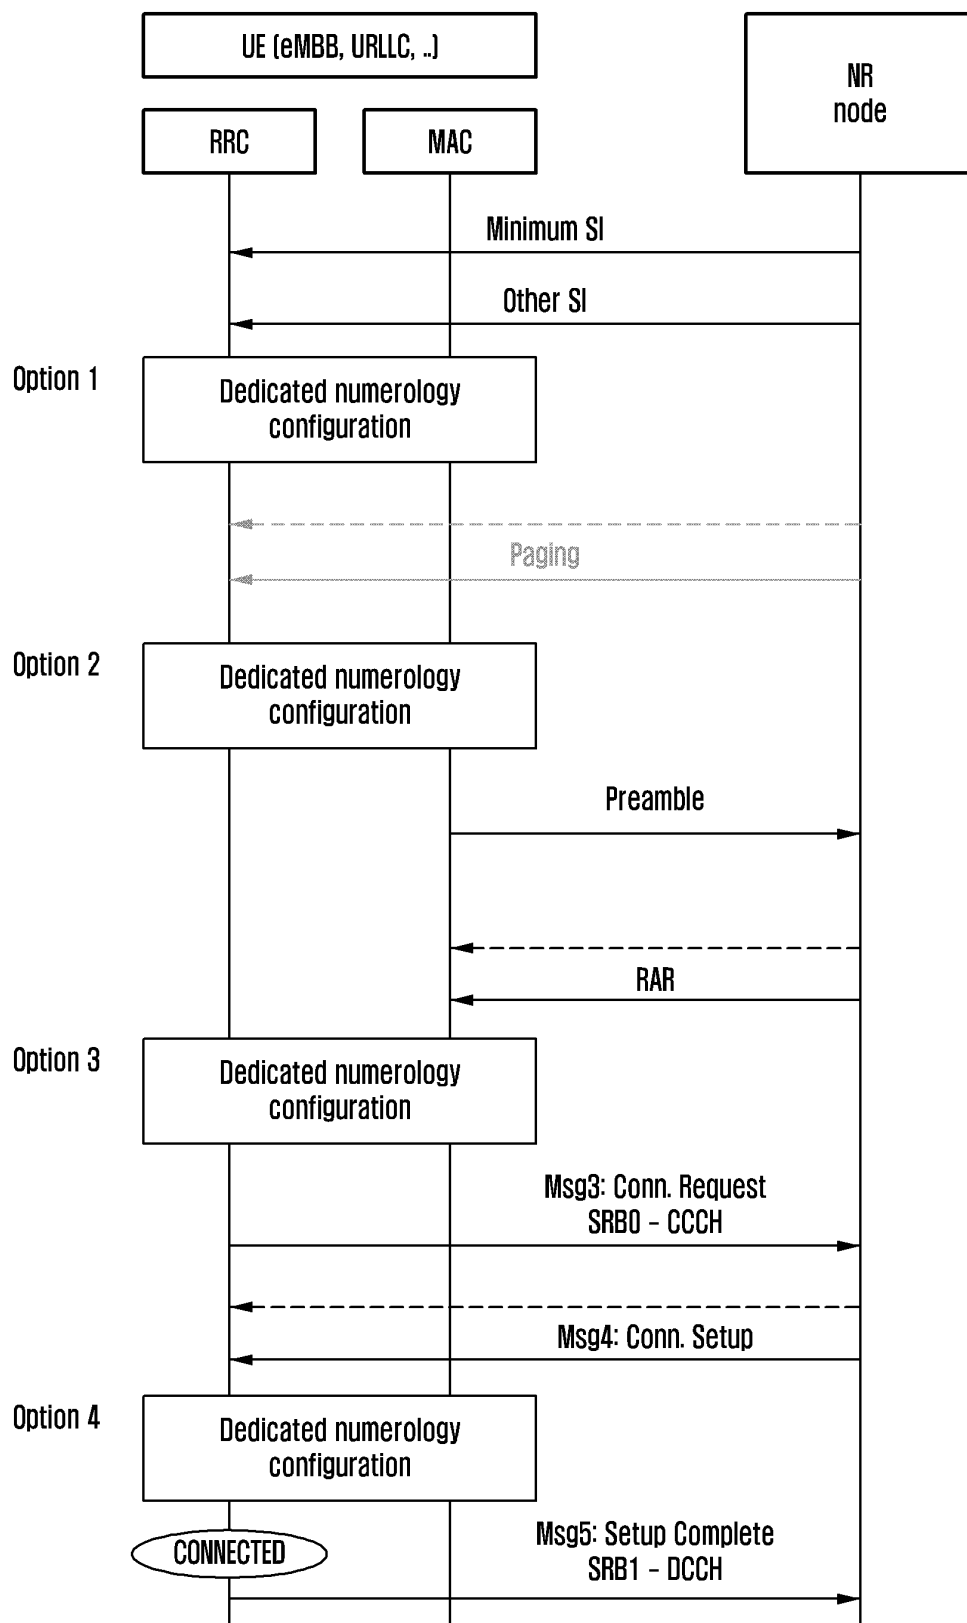 UE (eMBB, URLLC, ..)
NR
node
RRC
MAC
Minimum SI
Other SI
Option 1
Dedicated numerology
configuration
Paging
Option 2
Dedicated numerology
configuration
Preamble
RAR
Option 3
Dedicated numerology
configuration
Msg3: Conn. Request
SRB0 - CCCH
Msg4: Conn. Setup
Option 4
Dedicated numerology
configuration
CONNECTED
Msg5: Setup Complete
SRB1 - DCCH